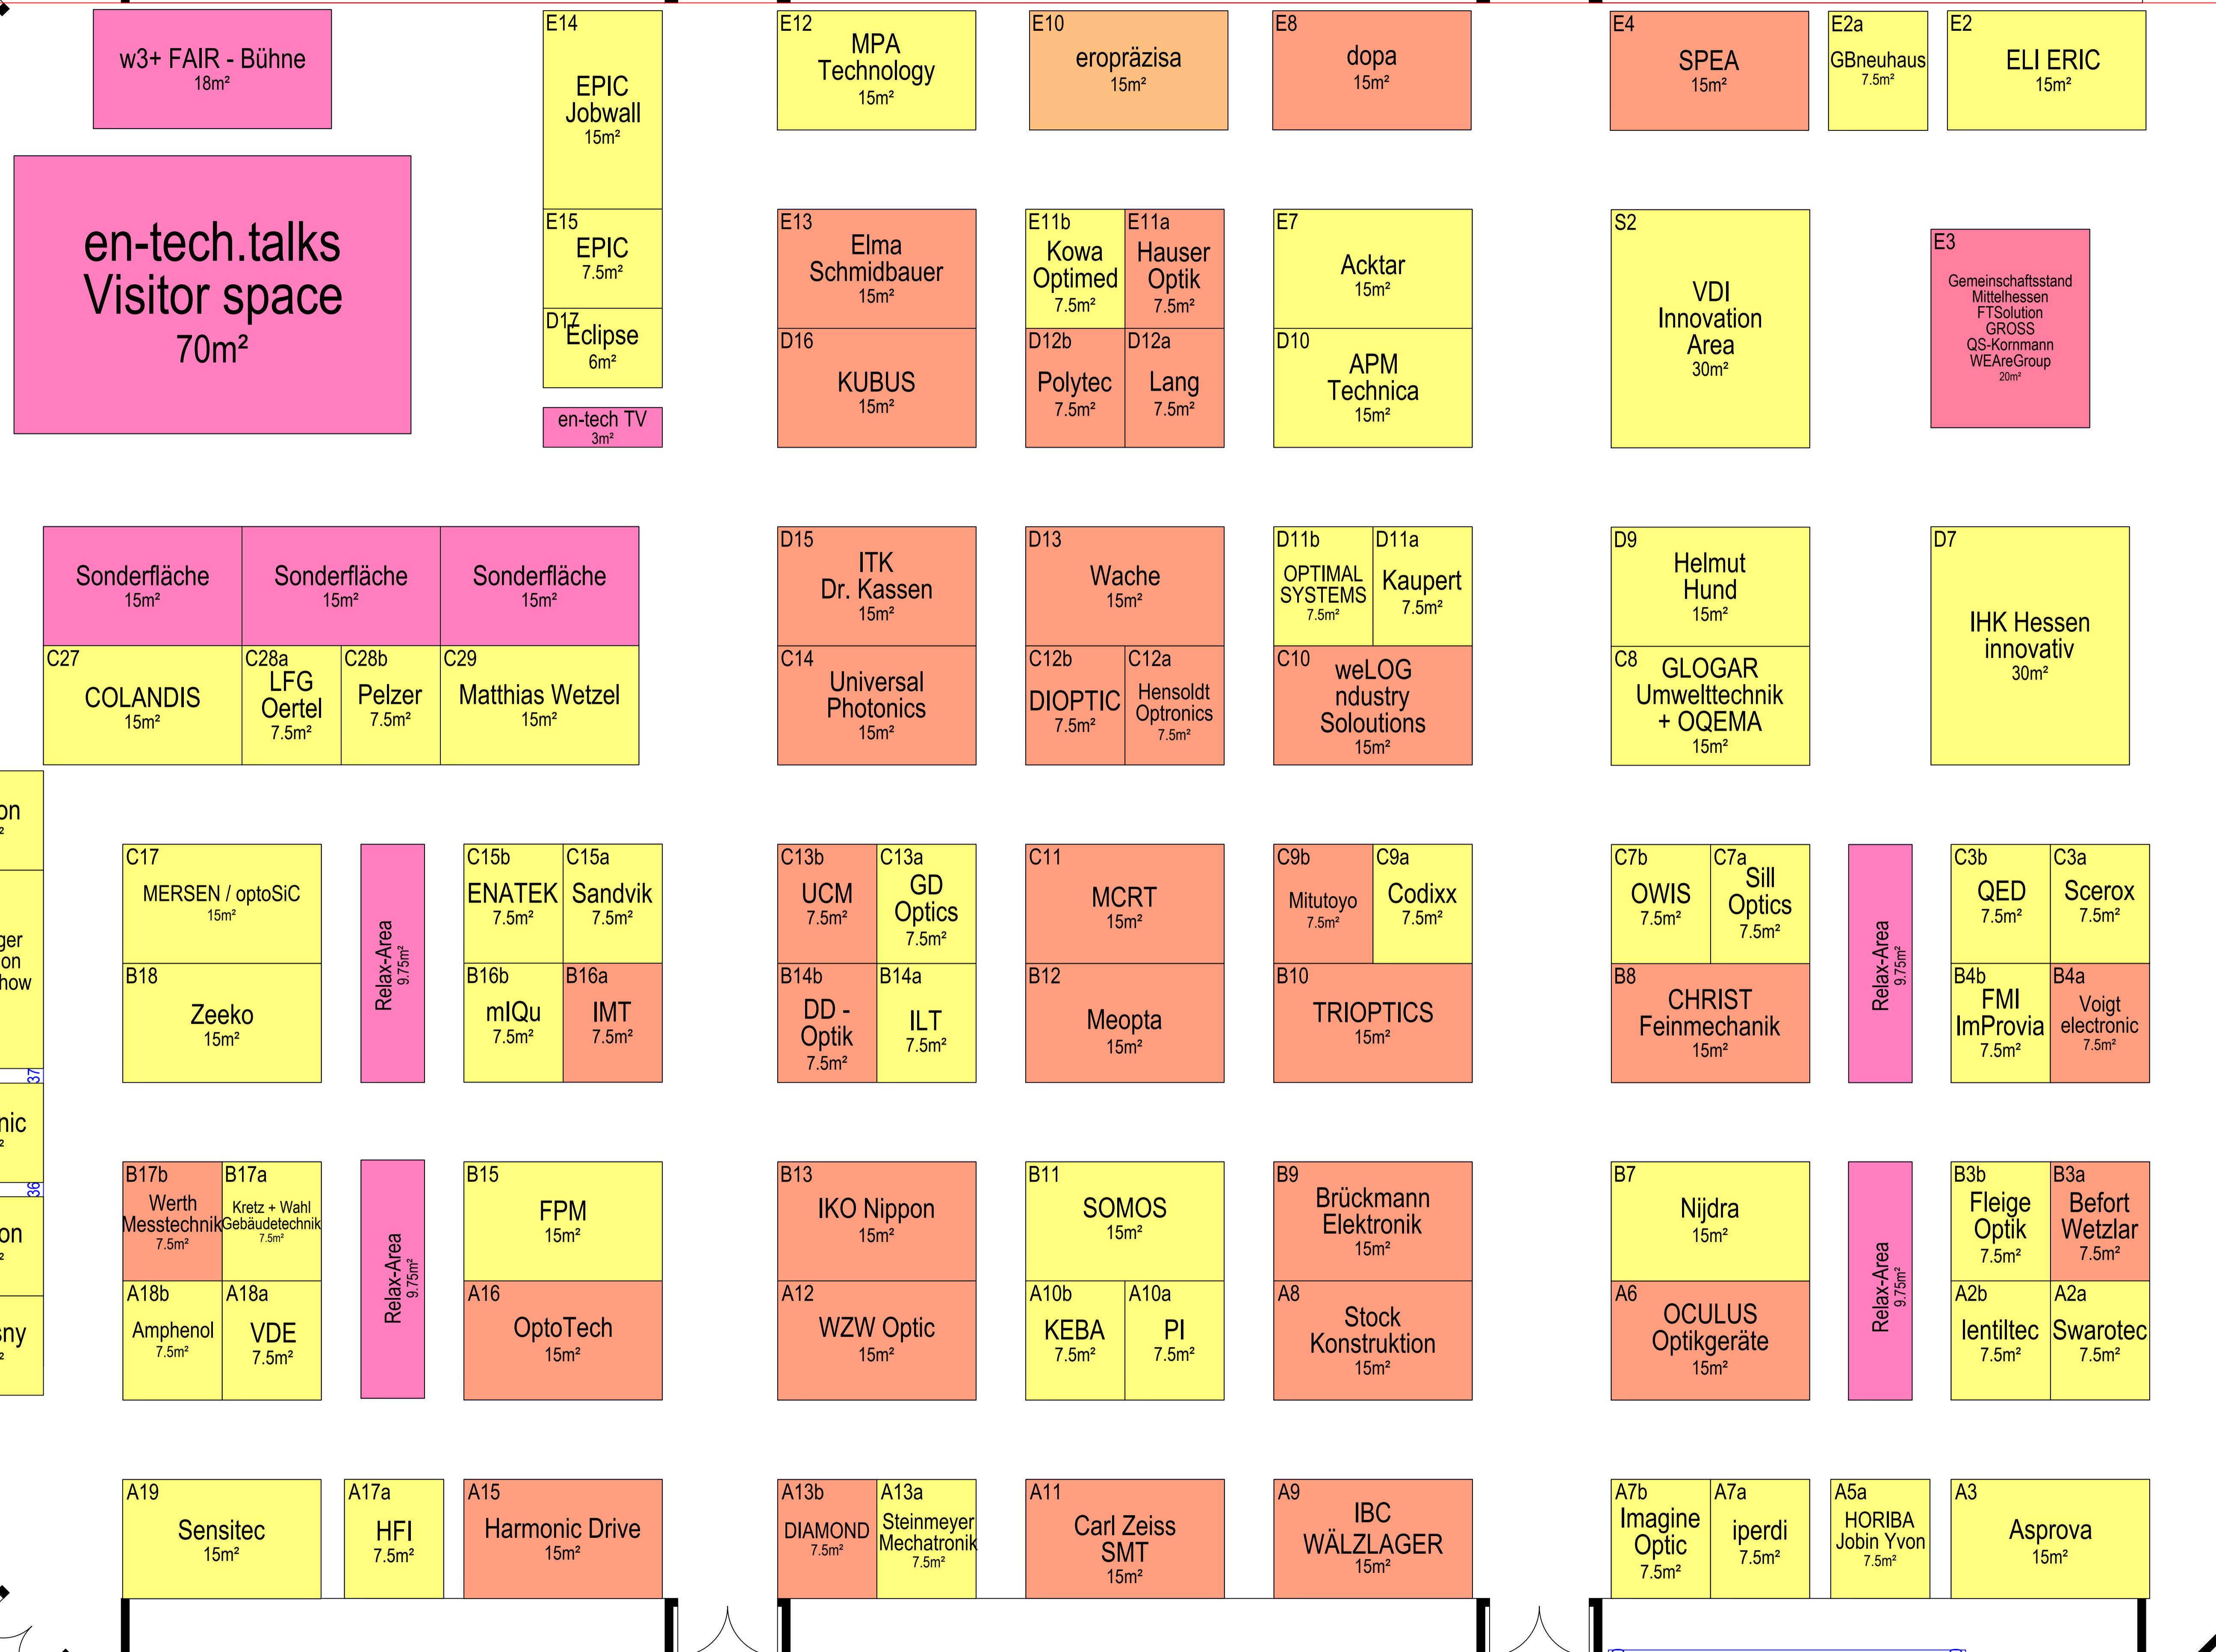 w3+ FAIR - Bühne
18m²
E14
EPIC
Jobwall
15m²
E12
MPA
Technology
15m²
E10
eropräzisa
15m²
E8
dopa
15m²
E4
SPEA
15m²
E2a
GBneuhaus
7.5m²
E2
ELI ERIC
15m²
en-tech.talks
Visitor space
70m²
E15
EPIC
7.5m²
D17
Eclipse
6m²
en-tech TV
3m²
E13
Elma
Schmidbauer
15m²
D16
KUBUS
15m²
E11b
Kowa
Optimed
7.5m²
E11a
Hauser
Optik
7.5m²
D12b
Polytec
7.5m²
D12a
Lang
7.5m²
E7
Acktar
15m²
D10
APM
Technica
15m²
S2
VDI
Innovation
Area
30m²
E3
Gemeinschaftsstand
Mittelhessen
FTSolution
GROSS
QS-Kornmann
WEAreGroup
20m²
Sonderfläche
15m²
Sonderfläche
15m²
Sonderfläche
15m²
C27
COLANDIS
15m²
C28a
LFG
Oertel
7.5m²
C28b
Pelzer
7.5m²
C29
Matthias Wetzel
15m²
D15
ITK
Dr. Kassen
15m²
C14
Universal
Photonics
15m²
D13
Wache
15m²
C12b
DIOPTIC
7.5m²
C12a
Hensoldt
Optronics
7.5m²
D11b
OPTIMAL
SYSTEMS
7.5m²
D11a
Kaupert
7.5m²
C10
weLOG
ndustry
Soloutions
15m²
D9
Helmut
Hund
15m²
C8
GLOGAR
Umwelttechnik
+ OQEMA
15m²
D7
IHK Hessen
innovativ
30m²
on
ger
on
how
37
nic
36
on
sny
C17
MERSEN / optoSiC
15m²
B18
Zeeko
15m²
Relax-Area
9.75m²
C15b
ENATEK
7.5m²
C15a
Sandvik
7.5m²
B16b
mIQu
7.5m²
B16a
IMT
7.5m²
C13b
UCM
7.5m²
C13a
GD
Optics
7.5m²
B14b
DD -
Optik
7.5m²
B14a
ILT
7.5m²
C11
MCRT
15m²
B12
Meopta
15m²
C9b
Mitutoyo
7.5m²
C9a
Codixx
7.5m²
B10
TRIOPTICS
15m²
C7b
OWIS
7.5m²
C7a
Sill
Optics
7.5m²
B8
CHRIST
Feinmechanik
15m²
Relax-Area
9.75m²
C3b
QED
7.5m²
C3a
Scerox
7.5m²
B4b
FMI
ImProvia
7.5m²
B4a
Voigt
electronic
7.5m²
B17b
Werth
Messtechnik
7.5m²
B17a
Kretz + Wahl
Gebäudetechnik
7.5m²
A18b
Amphenol
7.5m²
A18a
VDE
7.5m²
Relax-Area
9.75m²
B15
FPM
15m²
A16
OptoTech
15m²
B13
IKO Nippon
15m²
A12
WZW Optic
15m²
B11
SOMOS
15m²
A10b
KEBA
7.5m²
A10a
PI
7.5m²
B9
Brückmann
Elektronik
15m²
A8
Stock
Konstruktion
15m²
B7
Nijdra
15m²
A6
OCULUS
Optikgeräte
15m²
Relax-Area
9.75m²
B3b
Fleige
Optik
7.5m²
B3a
Befort
Wetzlar
7.5m²
A2b
lentiltec
7.5m²
A2a
Swarotec
7.5m²
A19
Sensitec
15m²
A17a
HFI
7.5m²
A15
Harmonic Drive
15m²
A13b
DIAMOND
7.5m²
A13a
Steinmeyer
Mechatronik
7.5m²
A11
Carl Zeiss
SMT
15m²
A9
IBC
WÄLZLAGER
15m²
A7b
Imagine
Optic
7.5m²
A7a
iperdi
7.5m²
A5a
HORIBA
Jobin Yvon
7.5m²
A3
Asprova
15m²